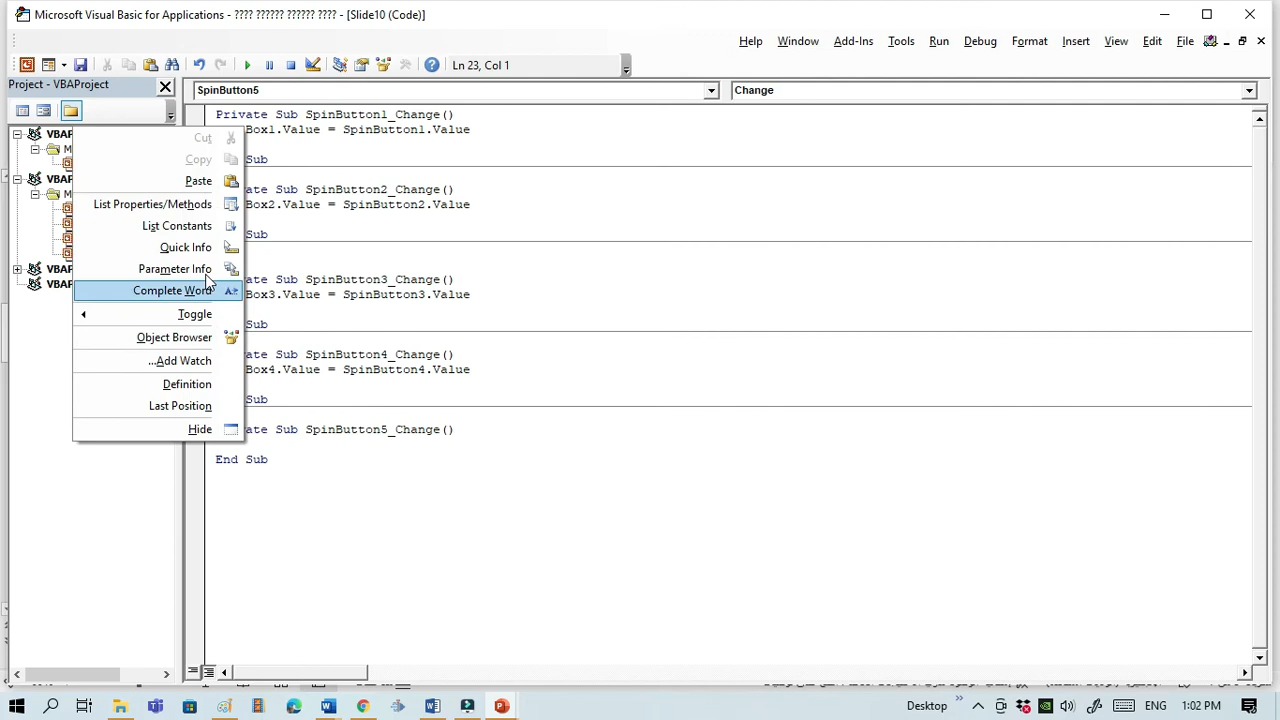 Microsoft Visual Basic for Applications - ???? ?????? ?????? ???? - [Slide10 (Code)]
Help Window Add-Ins Tools Run Debug Format Insert View Edit File
Ln 23, Col 1
Project - VBAProject
SpinButton5
Change
Private Sub SpinButton1_Change()
Box1.Value = SpinButton1.Value
Sub
ate Sub SpinButton2_Change()
Box2.Value = SpinButton2.Value
Sub
ate Sub SpinButton3_Change()
Box3.Value = SpinButton3.Value
Sub
ate Sub SpinButton4_Change()
Box4.Value = SpinButton4.Value
Sub
ate Sub SpinButton5_Change()
End Sub
VBAP
M
VBAP
M
VBAP
VBAP
Cut
Copy
Paste
List Properties/Methods
List Constants
Quick Info
Parameter Info
Complete Word
Toggle
Object Browser
...Add Watch
Definition
Last Position
Hide
Desktop
ENG
1:02 PM